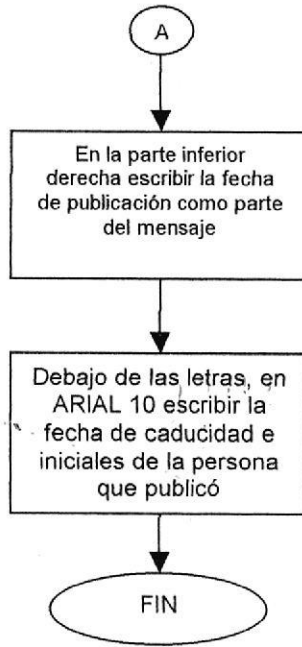 A
En la parte inferior
derecha escribir la fecha
de publicación como parte
del mensaje
Debajo de las letras, en
ARIAL 10 escribir la
fecha de caducidad e
iniciales de la persona
que publicó
FIN